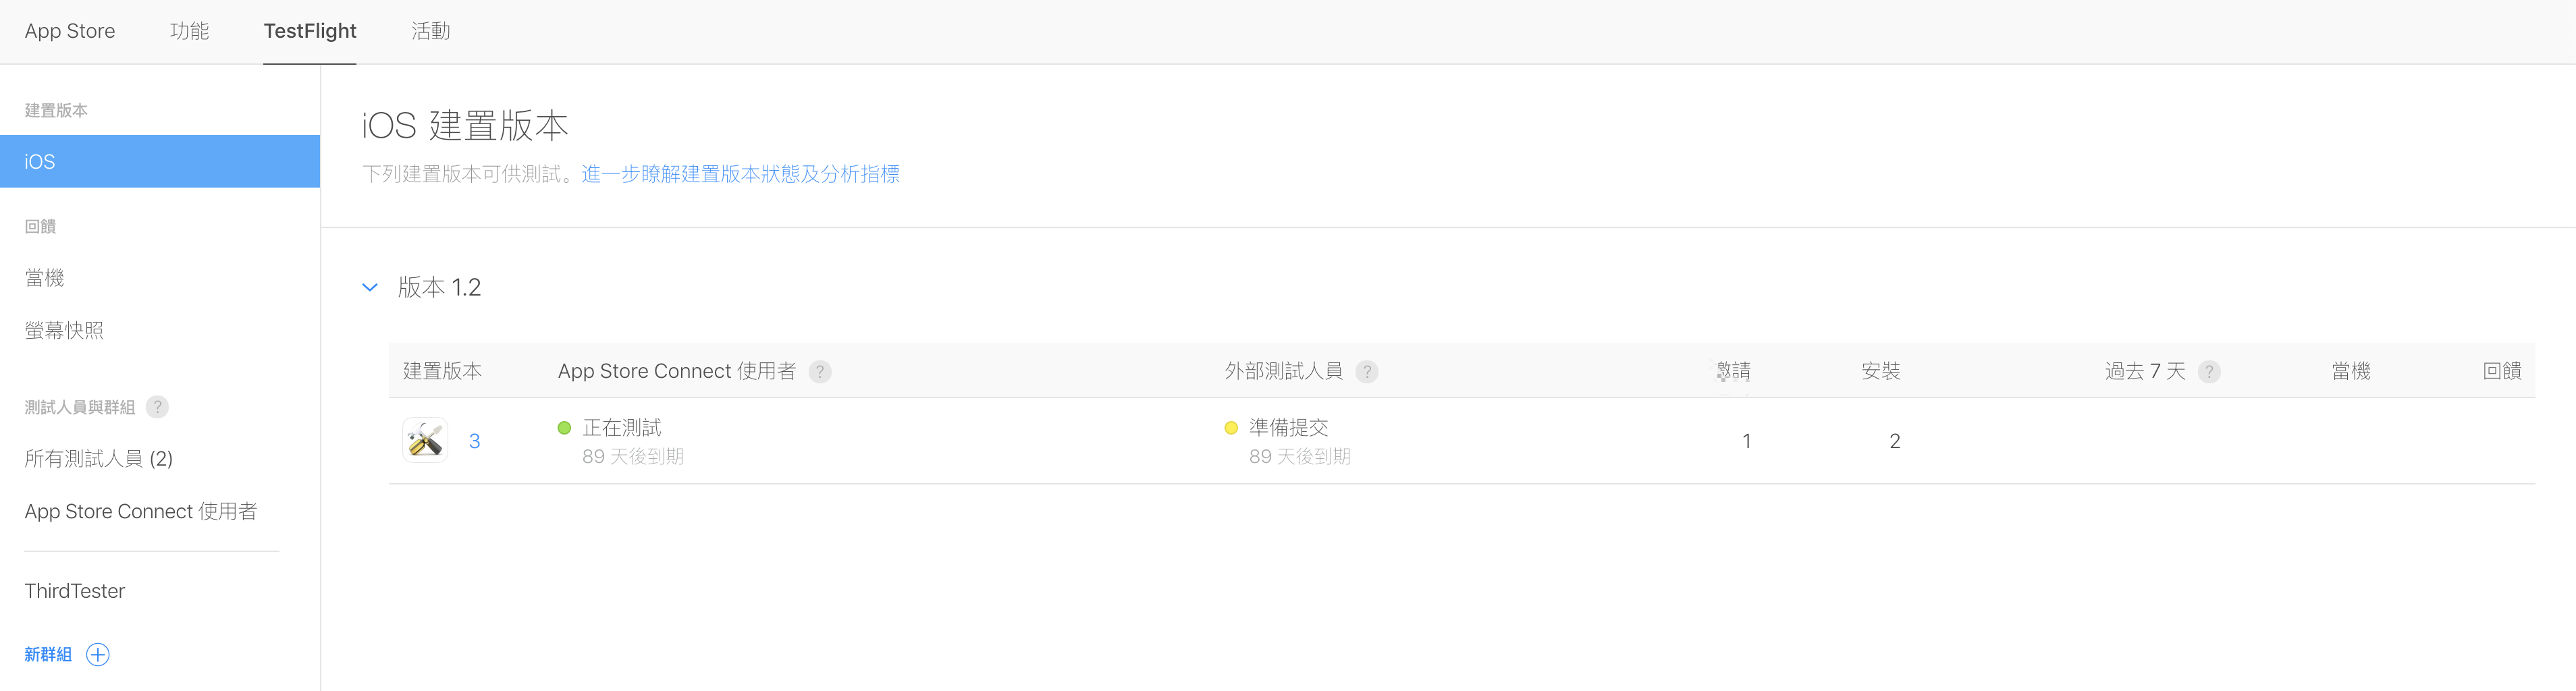 App Store 功能 TestFlight 活動
建置版本
iOS
回饋
當機
螢幕快照
測試人員與群組 ?
所有測試人員 (2)
App Store Connect 使用者
ThirdTester
新群組
iOS 建置版本
下列建置版本可供測試。進一步瞭解建置版本狀態及分析指標
版本 1.2
建置版本 App Store Connect 使用者 ? 外部測試人員 ? 邀請 安裝 過去 7 天 ? 當機 回饋
3 正在測試 準備提交 1 2
89 天後到期 89 天後到期